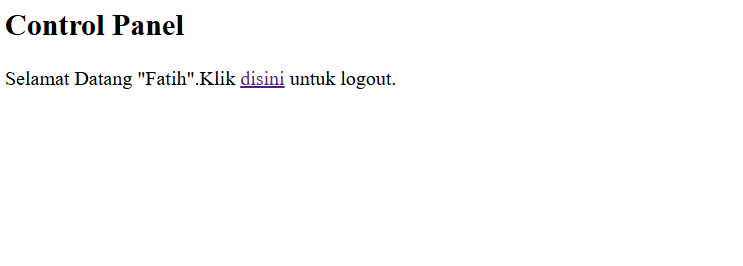 Control Panel
Selamat Datang "Fatih".Klik disini untuk logout.